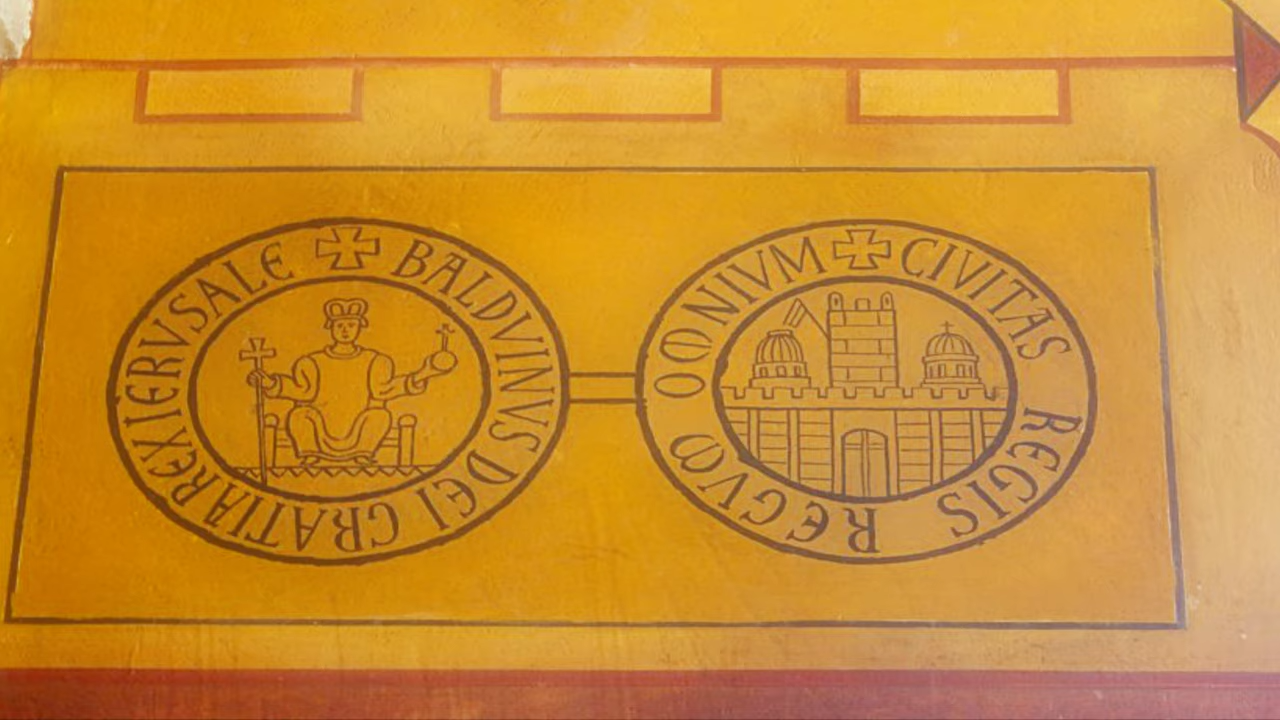 ✠ BALDVINVS DEI GRATIA REX IERVSALE
✠ CIVITAS REGIS REGVM OMNIVM